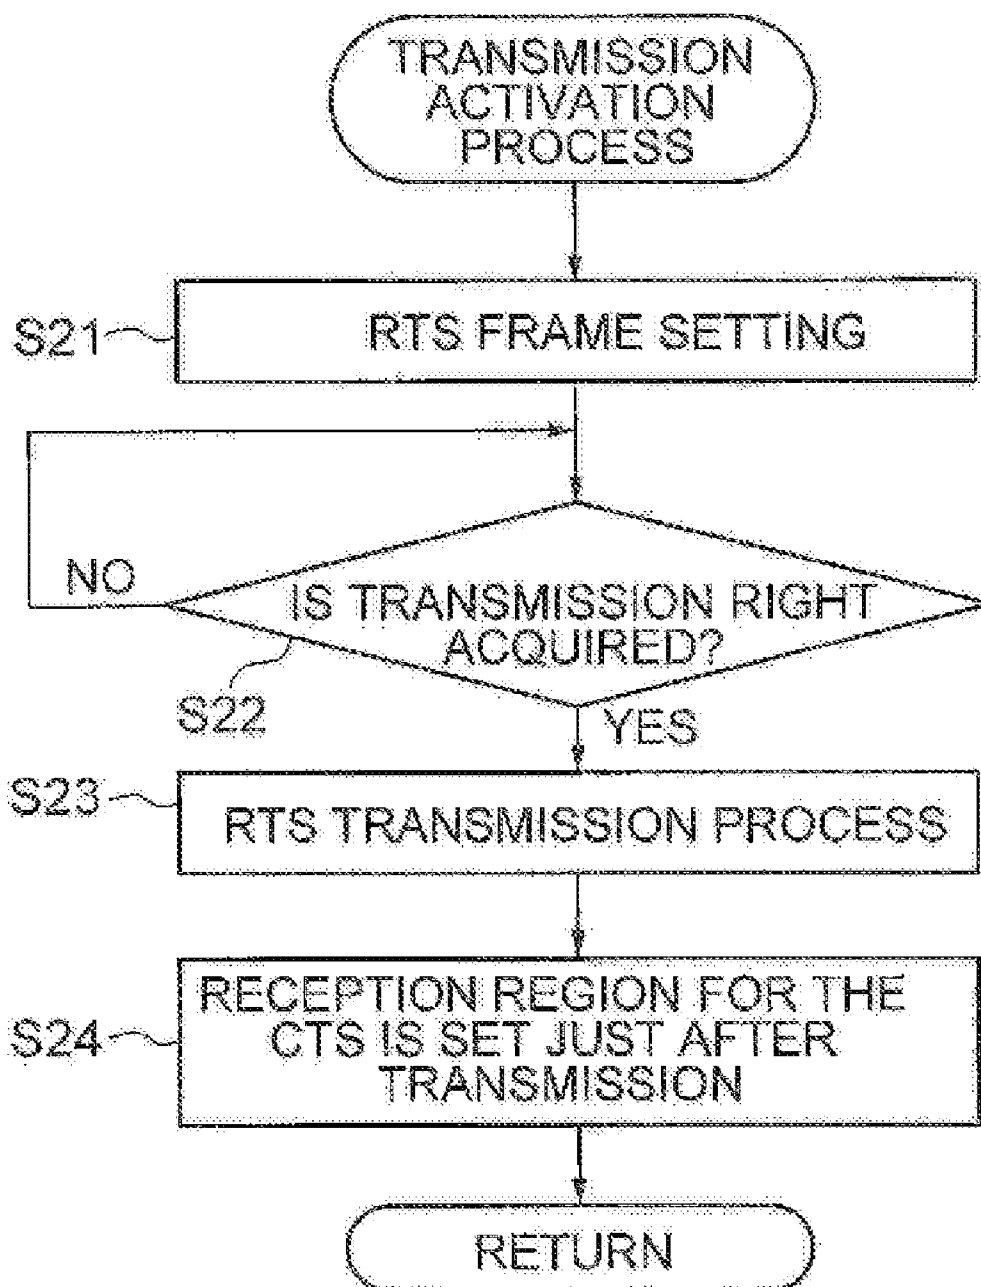 TRANSMISSION
ACTIVATION
PROCESS
S21
RTS FRAME SETTING
NO
IS TRANSMISSION RIGHT
ACQUIRED?
S22
YES
S23
RTS TRANSMISSION PROCESS
S24
RECEPTION REGION FOR THE
CTS IS SET JUST AFTER
TRANSMISSION
RETURN